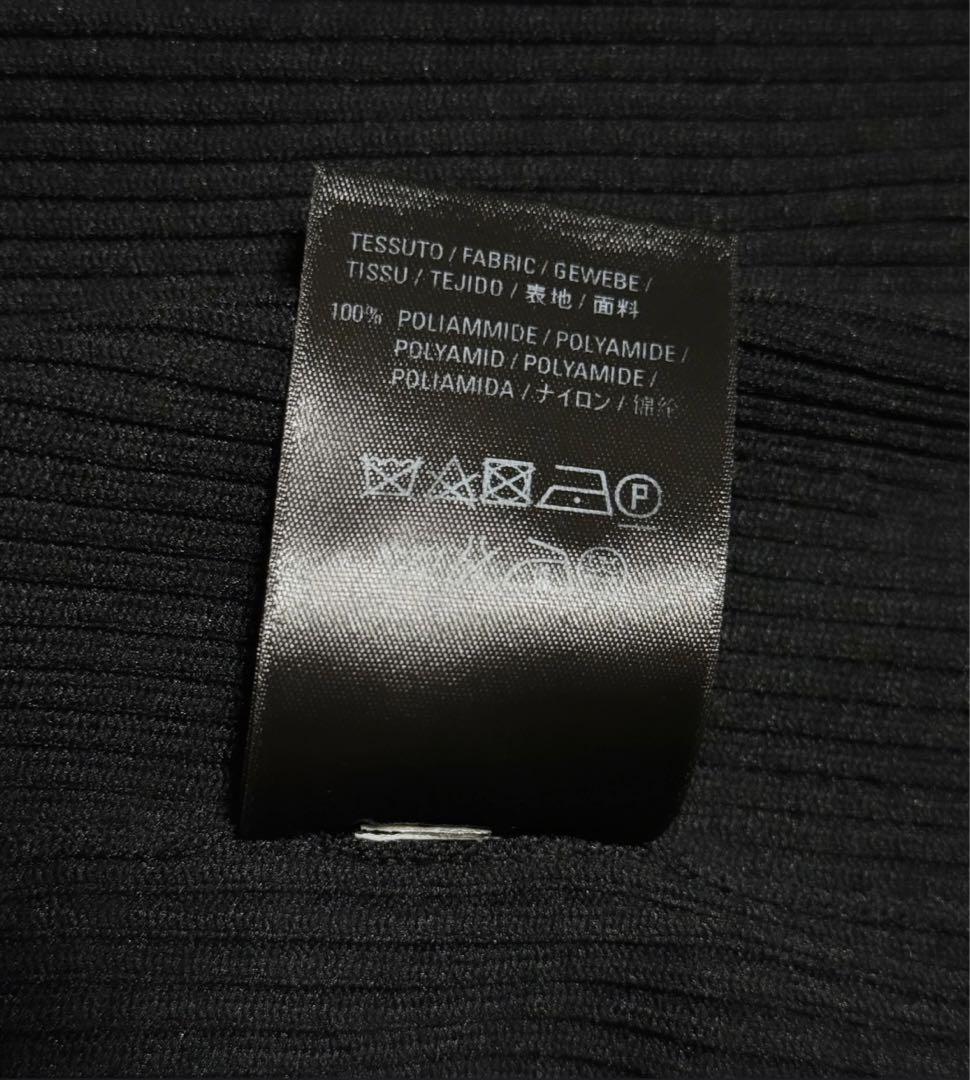 TESSUTO / FABRIC / GEWEBE /
TISSU / TEJIDO / 表地 / 面料
100% POLIAMMIDE / POLYAMIDE /
POLYAMID / POLYAMIDE /
POLIAMIDA / ナイロン / 锦纶
P